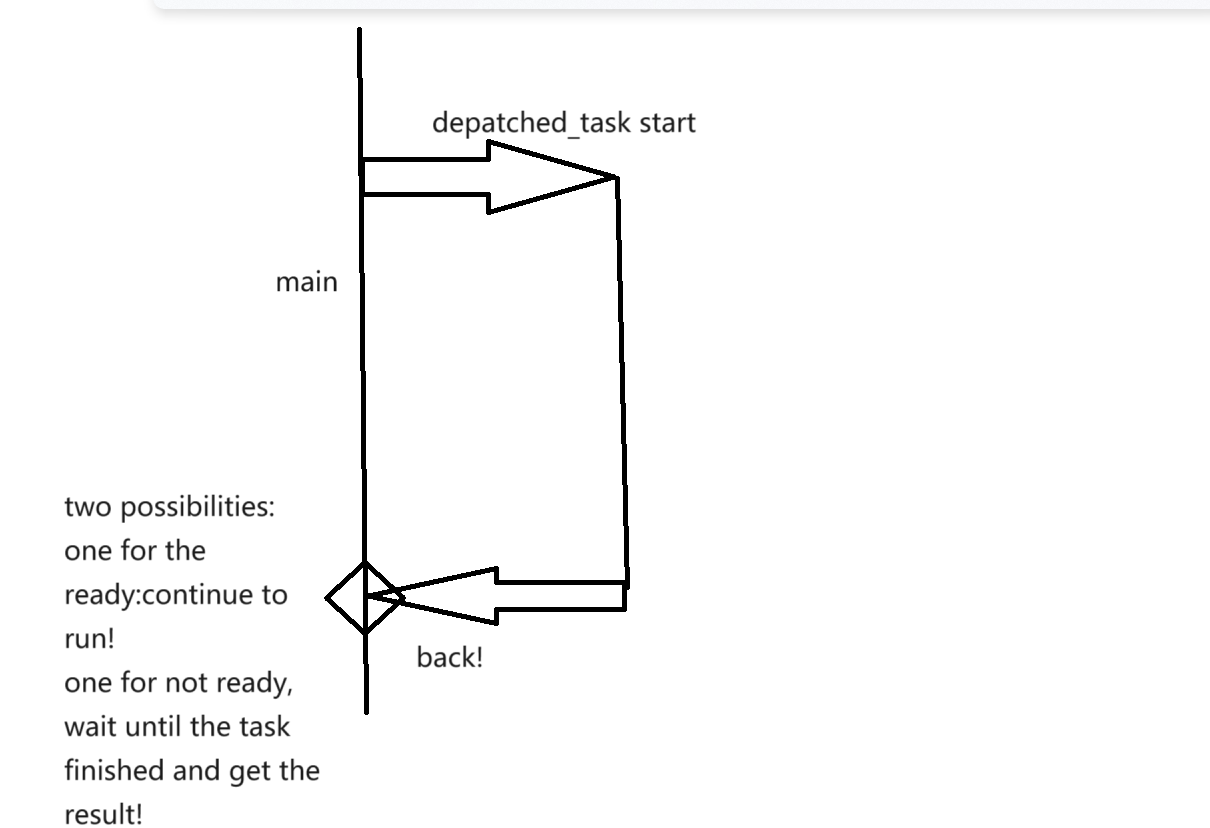 depatched_task start
main
two possibilities:
one for the
ready:continue to
run!
one for not ready,
wait until the task
finished and get the
result!
back!